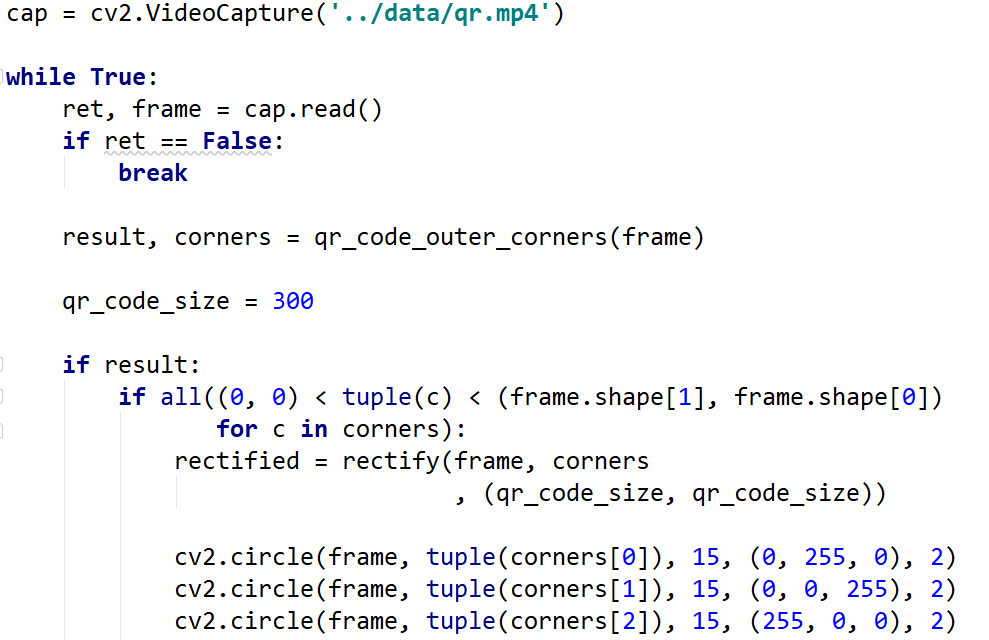 cap = cv2.VideoCapture('../data/qr.mp4')
while True:
    ret, frame = cap.read()
    if ret == False:
        break
    result, corners = qr_code_outer_corners(frame)
    qr_code_size = 300
    if result:
        if all((0, 0) < tuple(c) < (frame.shape[1], frame.shape[0])
               for c in corners):
            rectified = rectify(frame, corners
                                , (qr_code_size, qr_code_size))
            cv2.circle(frame, tuple(corners[0]), 15, (0, 255, 0), 2)
            cv2.circle(frame, tuple(corners[1]), 15, (0, 0, 255), 2)
            cv2.circle(frame, tuple(corners[2]), 15, (255, 0, 0), 2)